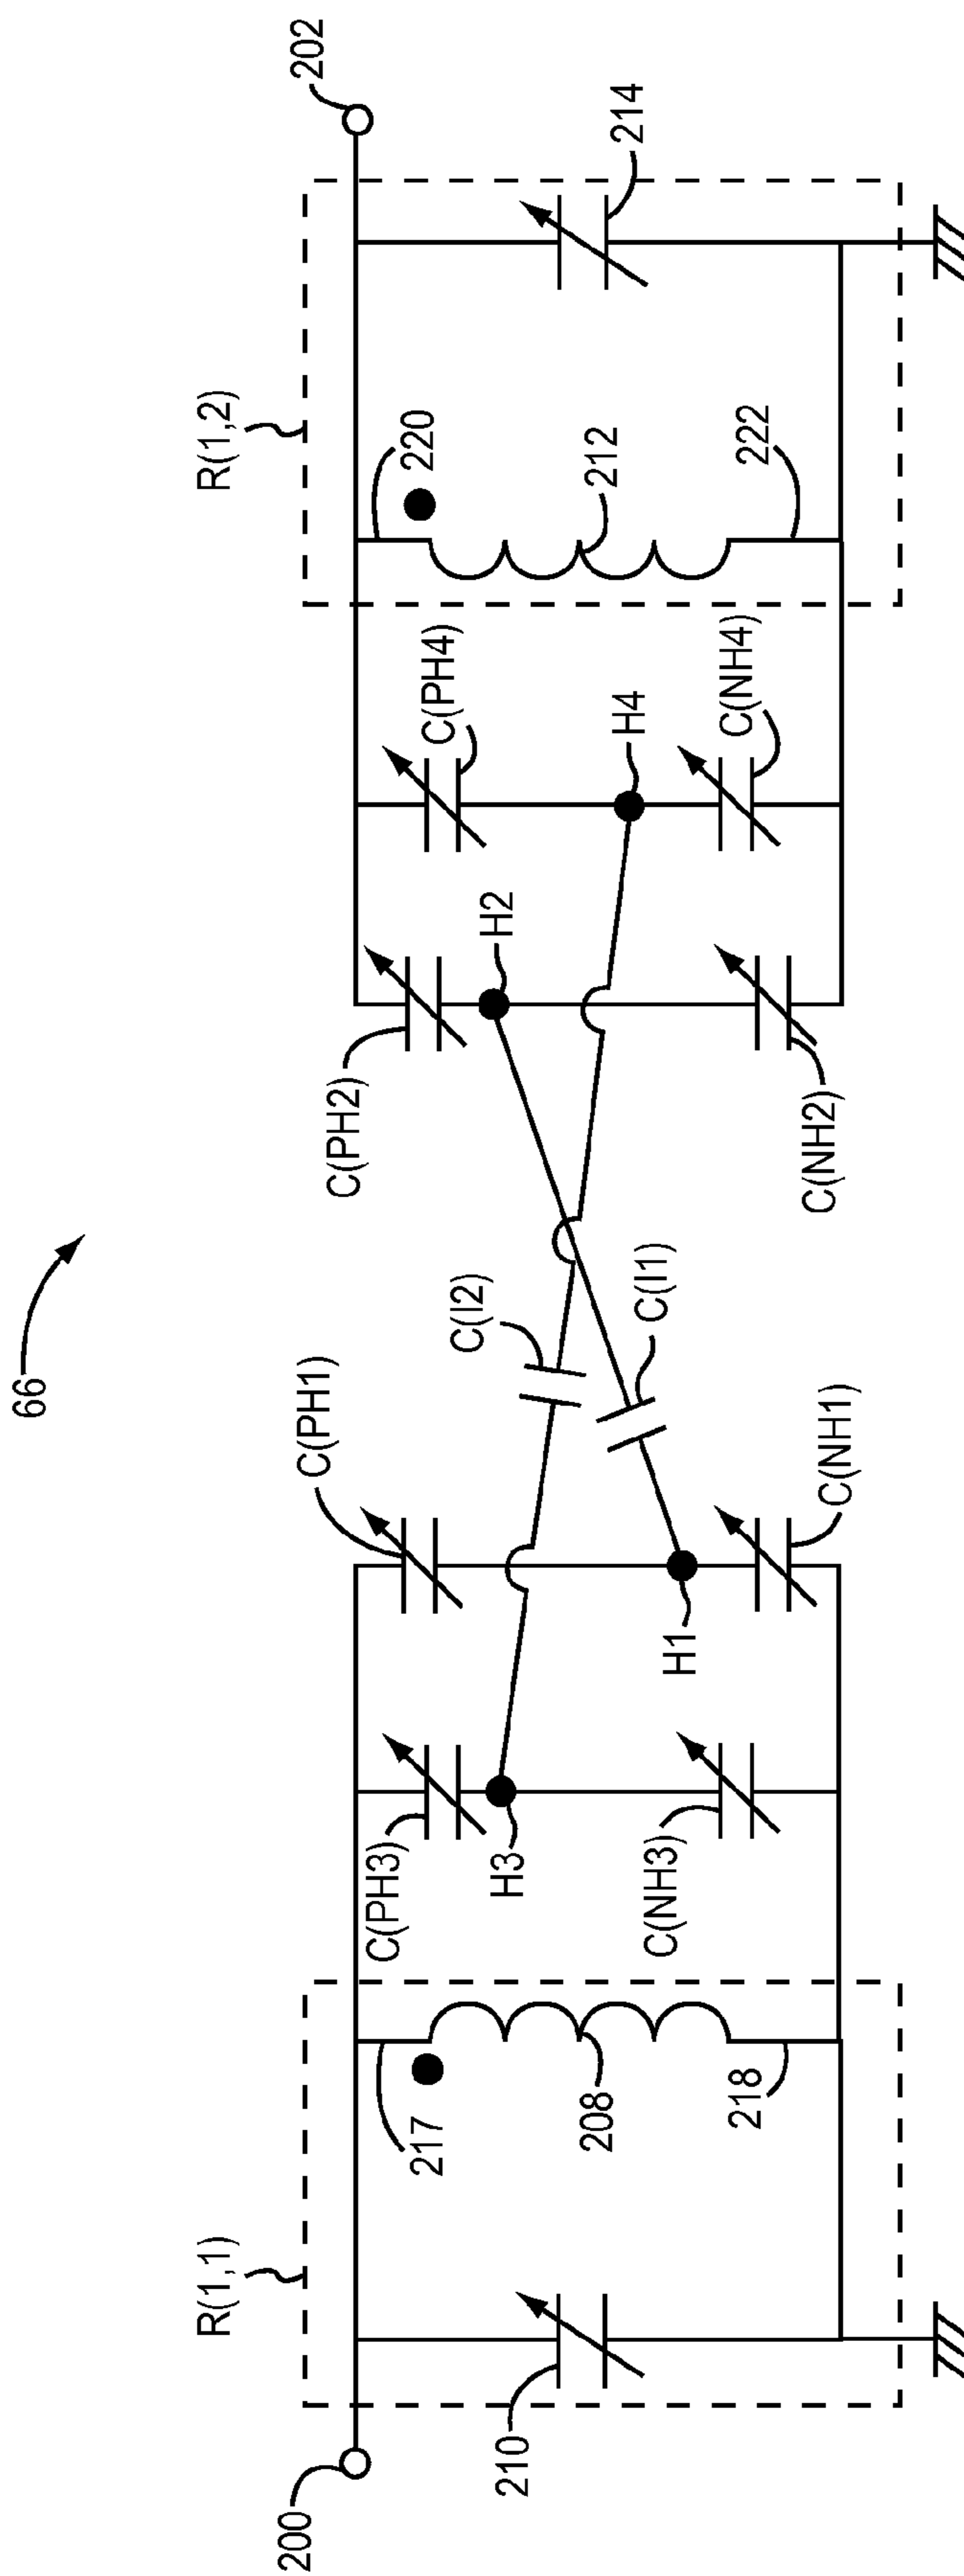 66
R(1,1)
R(1,2)
200
202
C(PH1)
C(PH2)
C(PH3)
C(PH4)
217
220
H3
H2
C(I2)
210
208
212
214
C(I1)
H1
H4
C(NH3)
C(NH4)
218
222
C(NH1)
C(NH2)